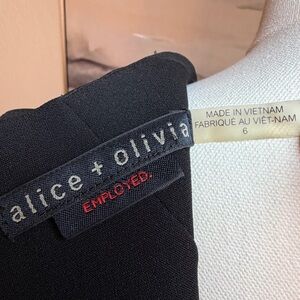 alice + olivia
EMPLOYED.
MADE IN VIETNAM
FABRIQUÉ AU VIÊT-NAM
6